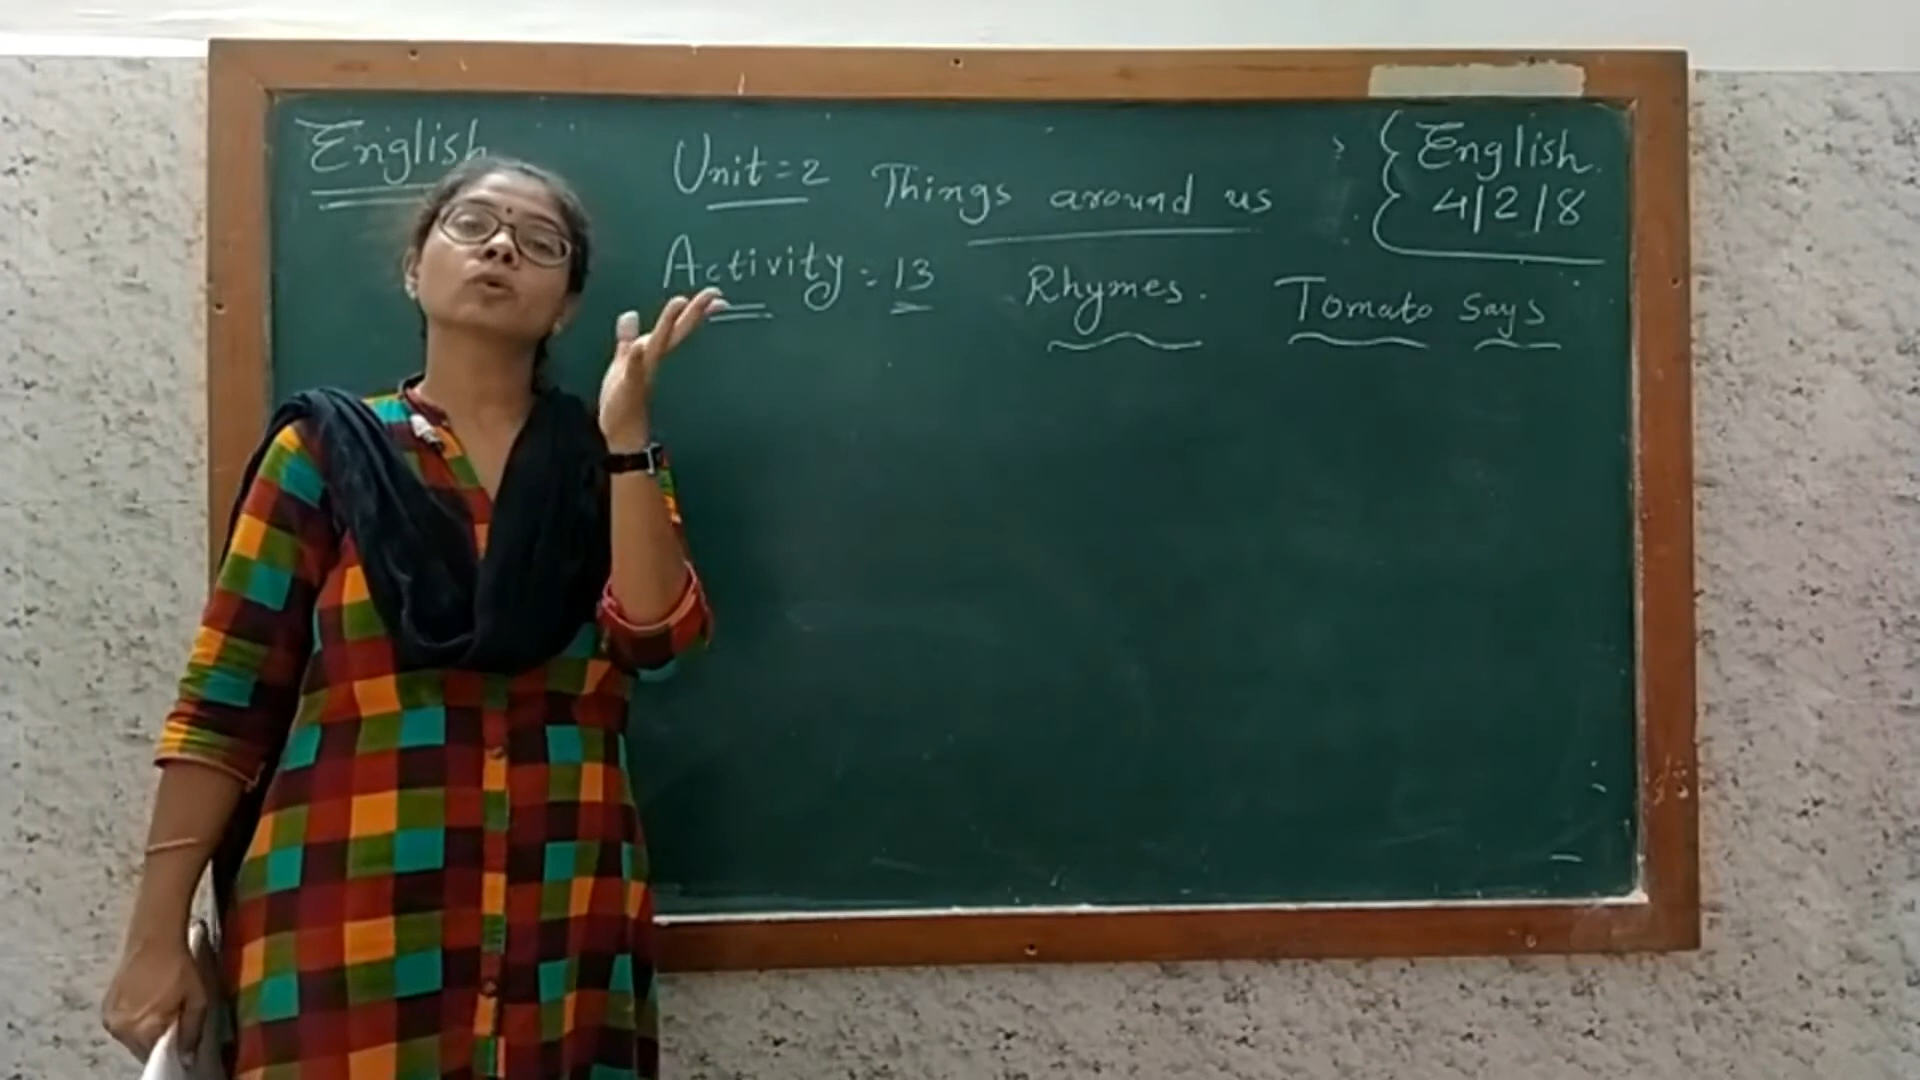 English
Unit = 2 Things around us
English.
4/2/8
Activity : 13 Rhymes. Tomato says